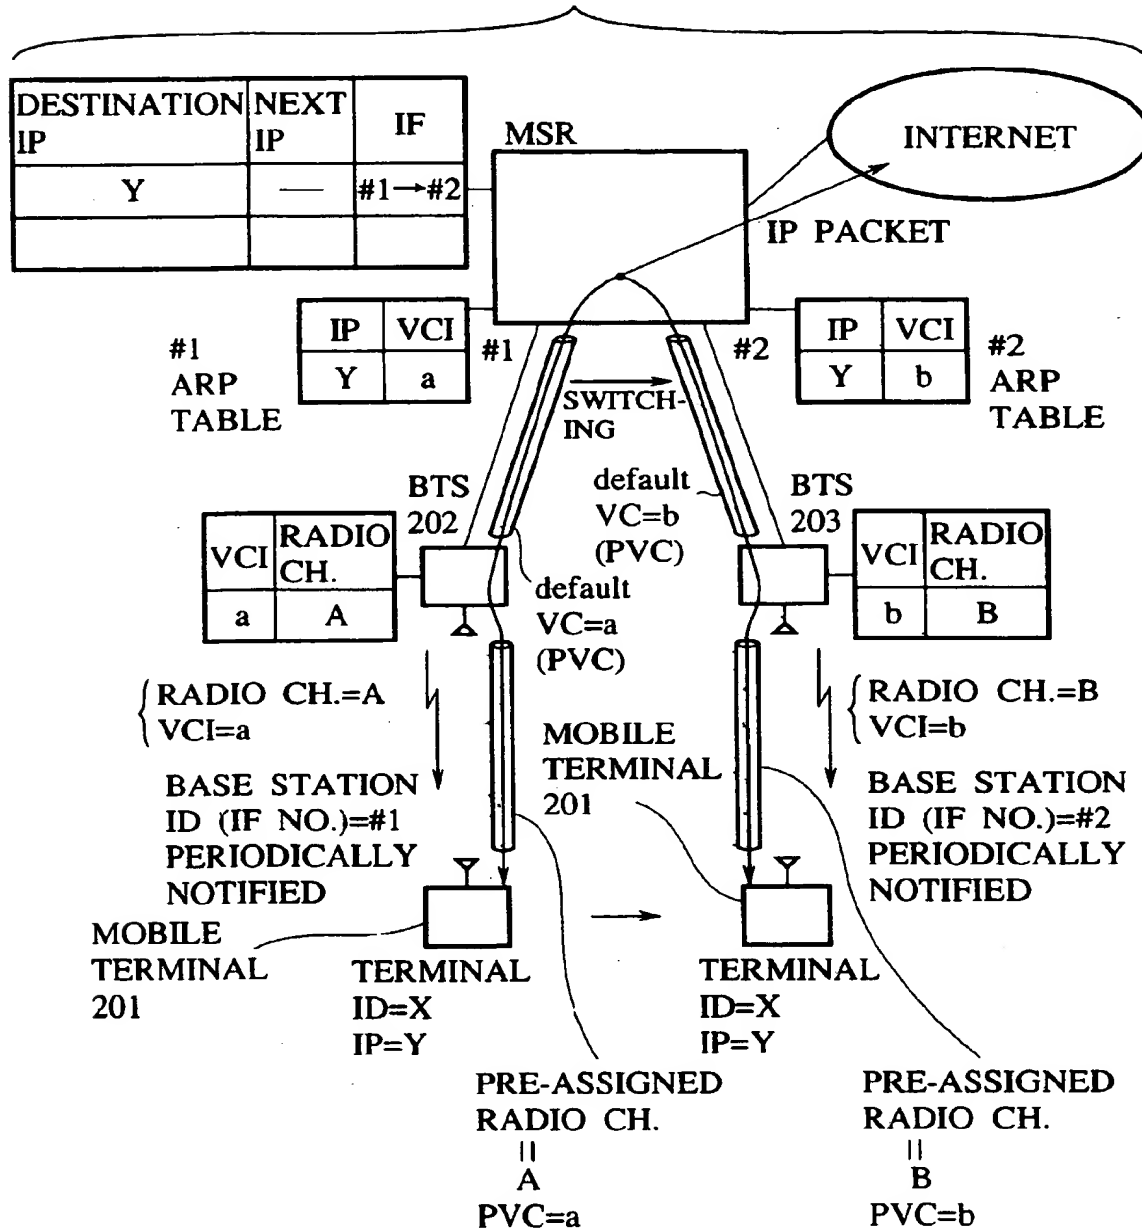 DESTINATION IP
NEXT IP
IF
Y
—
#1→#2
MSR
INTERNET
IP PACKET
#1
ARP
TABLE
IP VCI
Y a
#1
#2
IP VCI
Y b
#2
ARP
TABLE
SWITCH-
ING
BTS
202
default
VC=b
(PVC)
BTS
203
VCI
RADIO
CH.
a A
default
VC=a
(PVC)
VCI
RADIO
CH.
b B
RADIO CH.=A
VCI=a
BASE STATION
ID (IF NO.)=#1
PERIODICALLY
NOTIFIED
MOBILE
TERMINAL
201
RADIO CH.=B
VCI=b
BASE STATION
ID (IF NO.)=#2
PERIODICALLY
NOTIFIED
MOBILE
TERMINAL
201
TERMINAL
ID=X
IP=Y
TERMINAL
ID=X
IP=Y
PRE-ASSIGNED
RADIO CH.
=
A
PVC=a
PRE-ASSIGNED
RADIO CH.
=
B
PVC=b